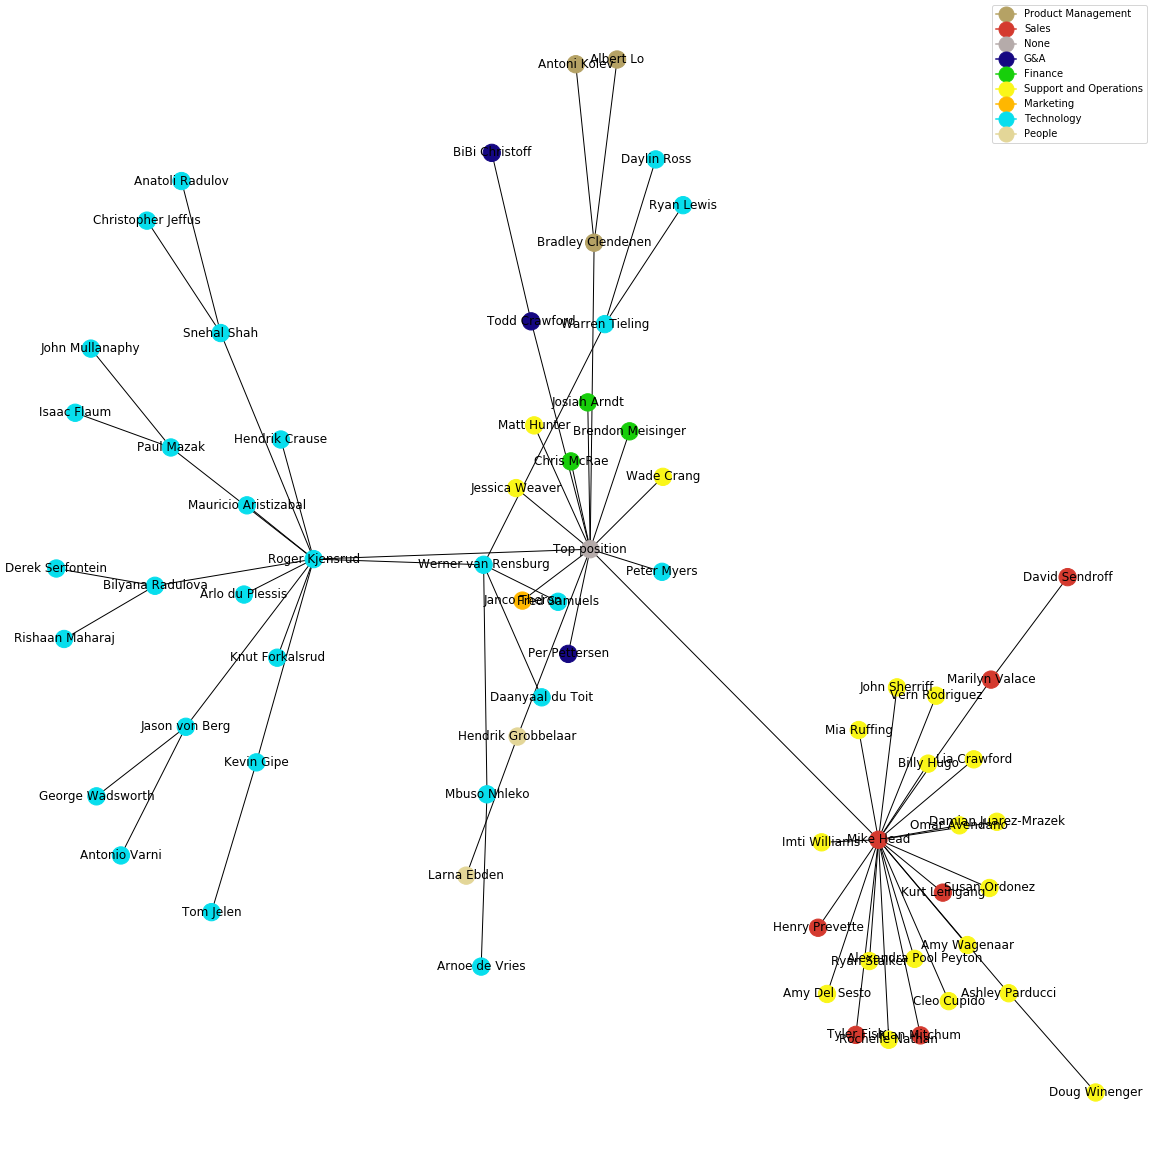 Product Management
Sales
None
G&A
Finance
Support and Operations
Marketing
Technology
People
Albert Lo
Antoni Kolev
BiBi Christoff
Daylin Ross
Anatoli Radulov
Ryan Lewis
Christopher Jeffus
Bradley Clendenen
Todd Crawford
Warren Tieling
Snehal Shah
John Mullanaphy
Josiah Arndt
Isaac Flaum
Matt Hunter
Brendon Meisinger
Hendrik Crause
Paul Mazak
Chris McRae
Wade Crang
Jessica Weaver
Mauricio Aristizabal
Top position
Roger Kjensrud
Werner van Rensburg
Derek Serfontein
Peter Myers
David Sendroff
Bilyana Radulova
Arlo du Plessis
Janco Theron
Fred Samuels
Rishaan Maharaj
Per Pettersen
Knut Forkalsrud
Marilyn Valace
John Sherriff
Vern Rodriguez
Daanyaal du Toit
Jason von Berg
Mia Ruffing
Hendrik Grobbelaar
Lia Crawford
Kevin Gipe
Billy Hugo
George Wadsworth
Mbuso Nhleko
Damian Juarez-Mrazek
Omar Avendano
Mike Head
Imti Williams
Antonio Varni
Larna Ebden
Susan Ordonez
Kurt Leingang
Tom Jelen
Henry Prevette
Amy Wagenaar
Alexandra Pool Peyton
Ryan Stalker
Arnoe de Vries
Amy Del Sesto
Ashley Parducci
Cleo Cupido
Tyler Fisk
Mitchum
Rochelle Nathan
Doug Winenger